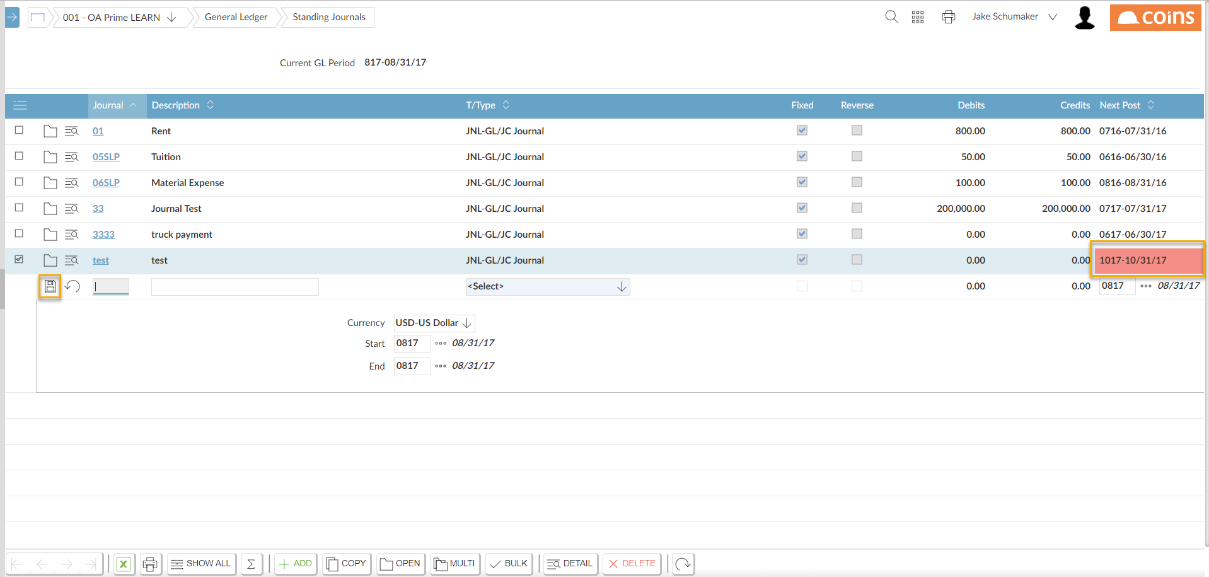 001 - OA Prime LEARN General Ledger Standing Journals Jake Schumaker coins
Current GL Period 817-08/31/17
Journal Description T/Type Fixed Reverse Debits Credits Next Post
01 Rent JNL-GL/JC Journal 800.00 800.00 0716-07/31/16
05SLP Tuition JNL-GL/JC Journal 50.00 50.00 0616-06/30/16
06SLP Material Expense JNL-GL/JC Journal 100.00 100.00 0816-08/31/16
33 Journal Test JNL-GL/JC Journal 200,000.00 200,000.00 0717-07/31/17
3333 truck payment JNL-GL/JC Journal 0.00 0.00 0617-06/30/17
test test JNL-GL/JC Journal 0.00 0.00 1017-10/31/17
<Select> 0.00 0.00 0817 08/31/17
Currency USD-US Dollar
Start 0817 08/31/17
End 0817 08/31/17
SHOW ALL Σ ADD COPY OPEN MULTI BULK DETAIL DELETE